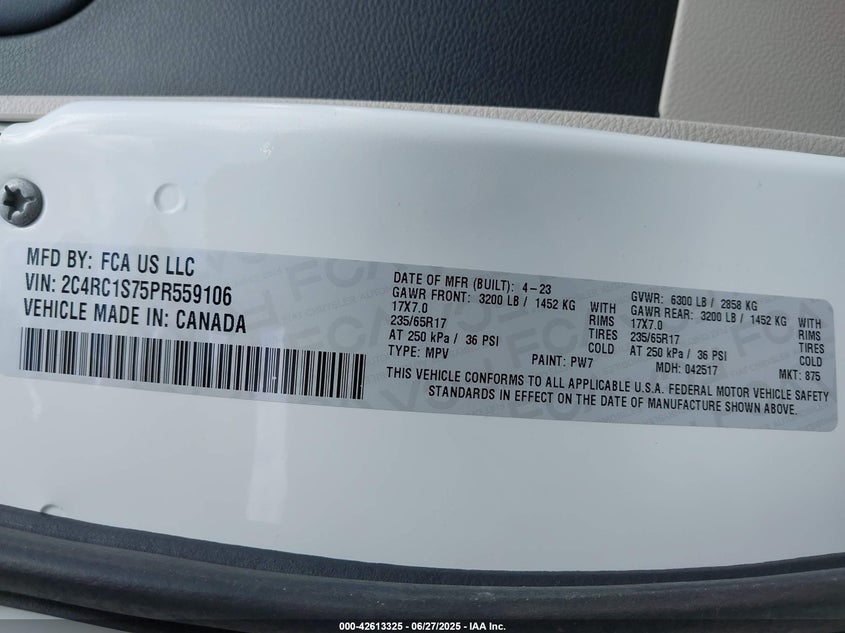 MFD BY: FCA US LLC
VIN: 2C4RC1S75PR559106
VEHICLE MADE IN: CANADA
DATE OF MFR (BUILT): 4-23
GAWR FRONT: 3200 LB / 1452 KG WITH
17X7.0 RIMS
235/65R17 TIRES
AT 250 kPa / 36 PSI COLD
TYPE: MPV PAINT: PW7
GVWR: 6300 LB / 2858 KG
GAWR REAR: 3200 LB / 1452 KG WITH
17X7.0 RIMS
235/65R17 TIRES
AT 250 kPa / 36 PSI COLD
MDH: 042517 MKT: 875
THIS VEHICLE CONFORMS TO ALL APPLICABLE U.S.A. FEDERAL MOTOR VEHICLE SAFETY
STANDARDS IN EFFECT ON THE DATE OF MANUFACTURE SHOWN ABOVE.
000-42613325 / 06/27/2025 - IAA Inc.